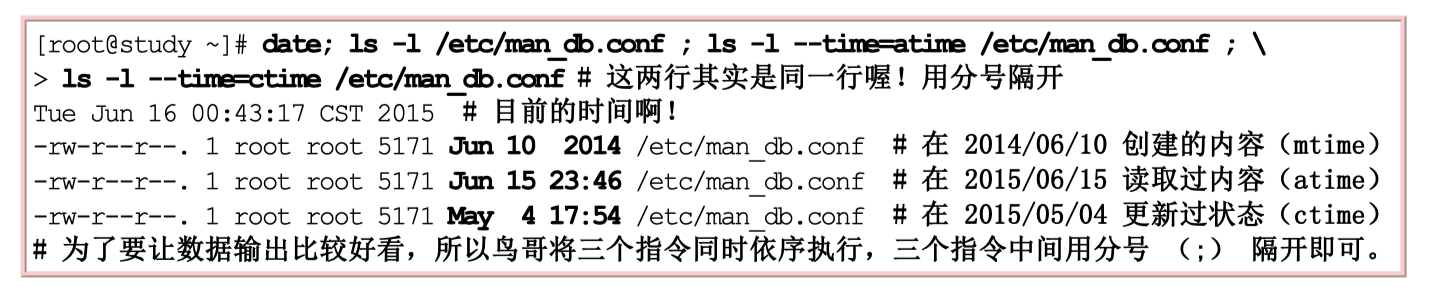 [root@study ~]# date; ls -l /etc/man_db.conf ; ls -l --time=atime /etc/man_db.conf ; \
> ls -l --time=ctime /etc/man_db.conf # 这两行其实是同一行喔！用分号隔开
Tue Jun 16 00:43:17 CST 2015  # 目前的时间啊！
-rw-r--r--. 1 root root 5171 Jun 10  2014 /etc/man_db.conf  # 在 2014/06/10 创建的内容（mtime）
-rw-r--r--. 1 root root 5171 Jun 15 23:46 /etc/man_db.conf  # 在 2015/06/15 读取过内容（atime）
-rw-r--r--. 1 root root 5171 May  4 17:54 /etc/man_db.conf  # 在 2015/05/04 更新过状态（ctime）
# 为了要让数据输出比较好看，所以鸟哥将三个指令同时依序执行，三个指令中间用分号 （;） 隔开即可。